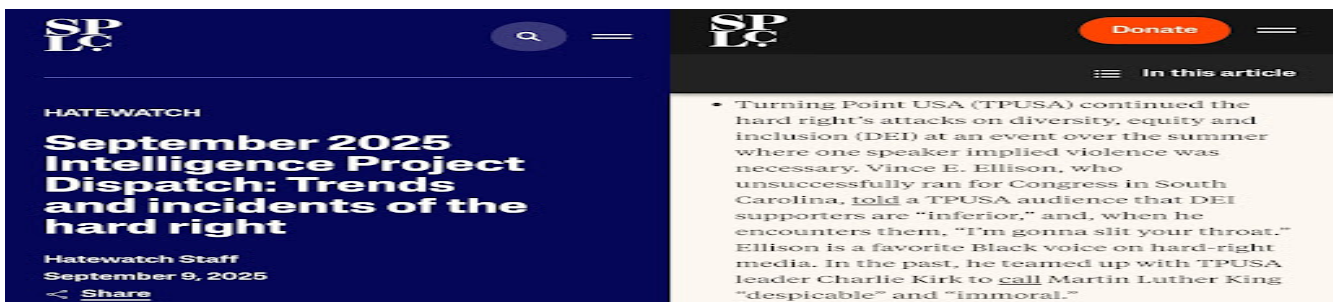 SP
LC
HATEWATCH
September 2025
Intelligence Project
Dispatch: Trends
and incidents of the
hard right
Hatewatch Staff
September 9, 2025
Share
SP
LC
Donate
In this article
• Turning Point USA (TPUSA) continued the
hard right's attacks on diversity, equity and
inclusion (DEI) at an event over the summer
where one speaker implied violence was
necessary. Vince E. Ellison, who
unsuccessfully ran for Congress in South
Carolina, told a TPUSA audience that DEI
supporters are “inferior,” and, when he
encounters them, “I'm gonna slit your throat.”
Ellison is a favorite Black voice on hard-right
media. In the past, he teamed up with TPUSA
leader Charlie Kirk to call Martin Luther King
“despicable” and “immoral.”